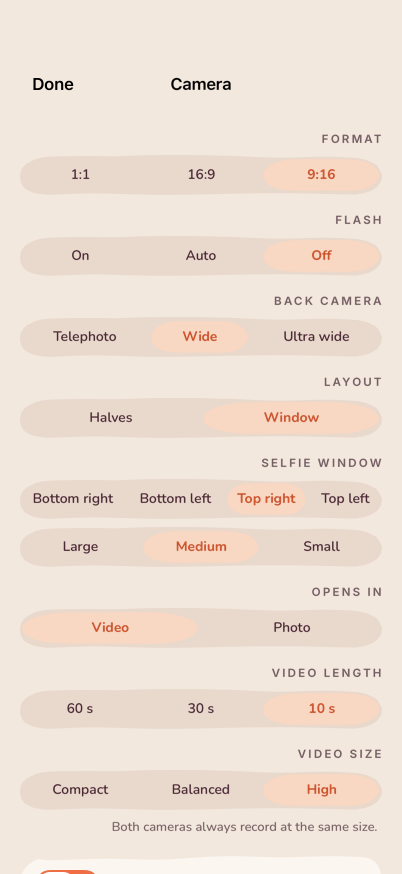 Done Camera
FORMAT
1:1 16:9 9:16
FLASH
On Auto Off
BACK CAMERA
Telephoto Wide Ultra wide
LAYOUT
Halves Window
SELFIE WINDOW
Bottom right Bottom left Top right Top left
Large Medium Small
OPENS IN
Video Photo
VIDEO LENGTH
60 s 30 s 10 s
VIDEO SIZE
Compact Balanced High
Both cameras always record at the same size.